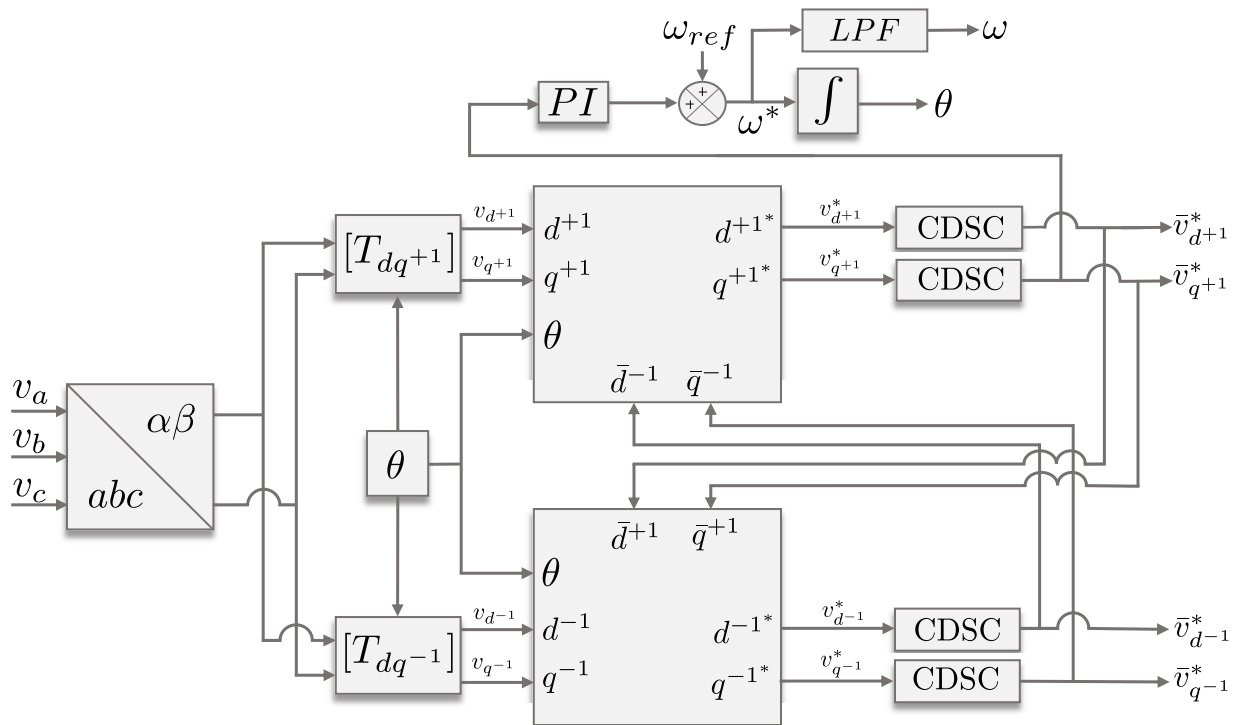 LPF
ω
ω_{ref}
+
+
PI
ω^*
∫
θ
[T_{dq^{+1}}]
v_{d^{+1}}
v_{q^{+1}}
d^{+1}
q^{+1}
θ
d^{+1^*}
q^{+1^*}
d̄^{-1}
q̄^{-1}
v^*_{d^{+1}}
v^*_{q^{+1}}
CDSC
CDSC
v̄^*_{d^{+1}}
v̄^*_{q^{+1}}
v_a
v_b
v_c
αβ
abc
θ
[T_{dq^{-1}}]
v_{d^{-1}}
v_{q^{-1}}
d̄^{+1}
q̄^{+1}
θ
d^{-1}
q^{-1}
d^{-1^*}
q^{-1^*}
v^*_{d^{-1}}
v^*_{q^{-1}}
CDSC
CDSC
v̄^*_{d^{-1}}
v̄^*_{q^{-1}}